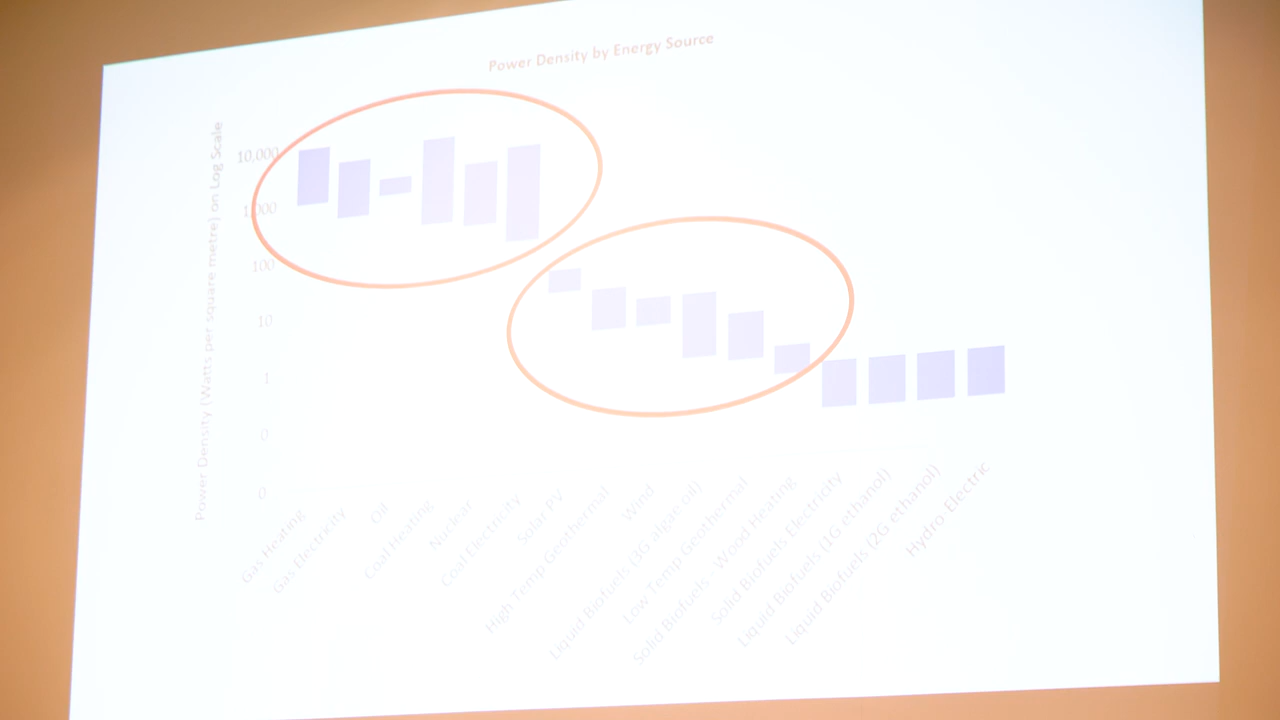 Power Density by Energy Source
Power Density (Watts per square metre) on Log Scale
10,000
1,000
100
10
1
0
0
Gas Heating
Gas Electricity
Oil
Coal Heating
Nuclear
Coal Electricity
Solar PV
High Temp Geothermal
Wind
Liquid Biofuels (3G algae oil)
Low Temp Geothermal
Solid Biofuels - Wood Heating
Solid Biofuels Electricity
Liquid Biofuels (1G ethanol)
Liquid Biofuels (2G ethanol)
Hydro-Electric